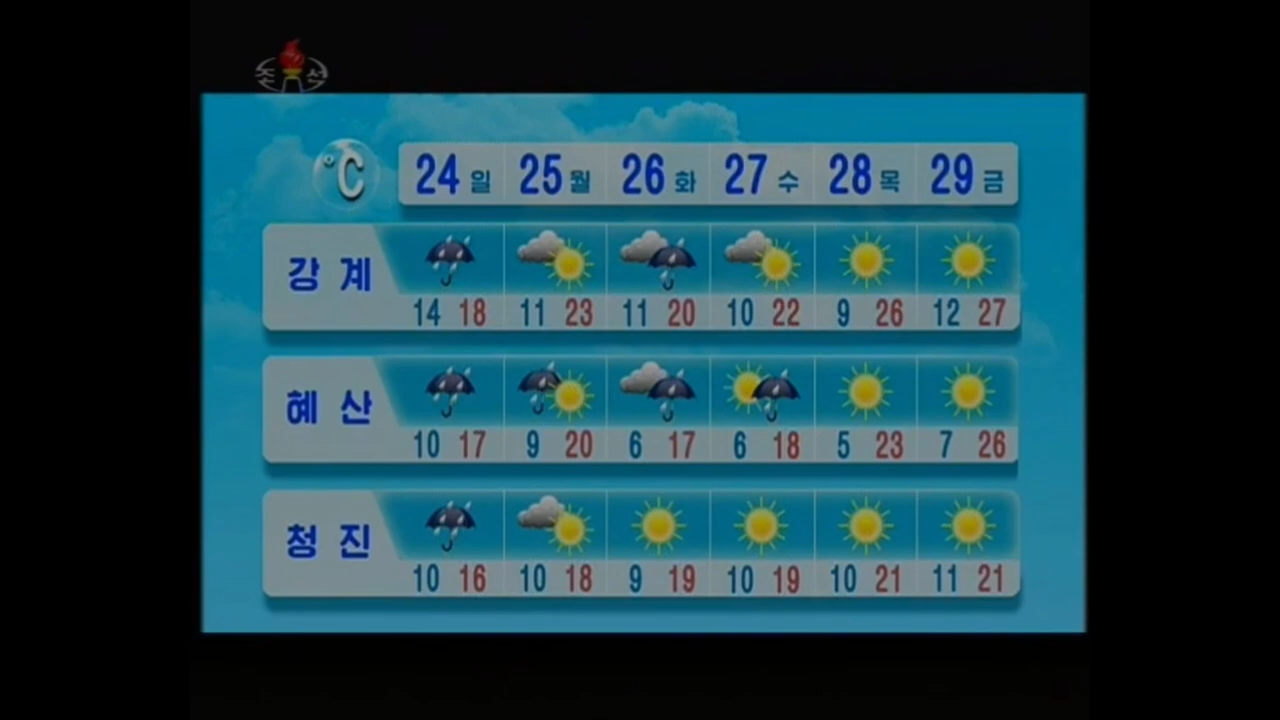 조선
°C 24 일 25 월 26 화 27 수 28 목 29 금
강계
14 18 11 23 11 20 10 22 9 26 12 27
혜산
10 17 9 20 6 17 6 18 5 23 7 26
청진
10 16 10 18 9 19 10 19 10 21 11 21